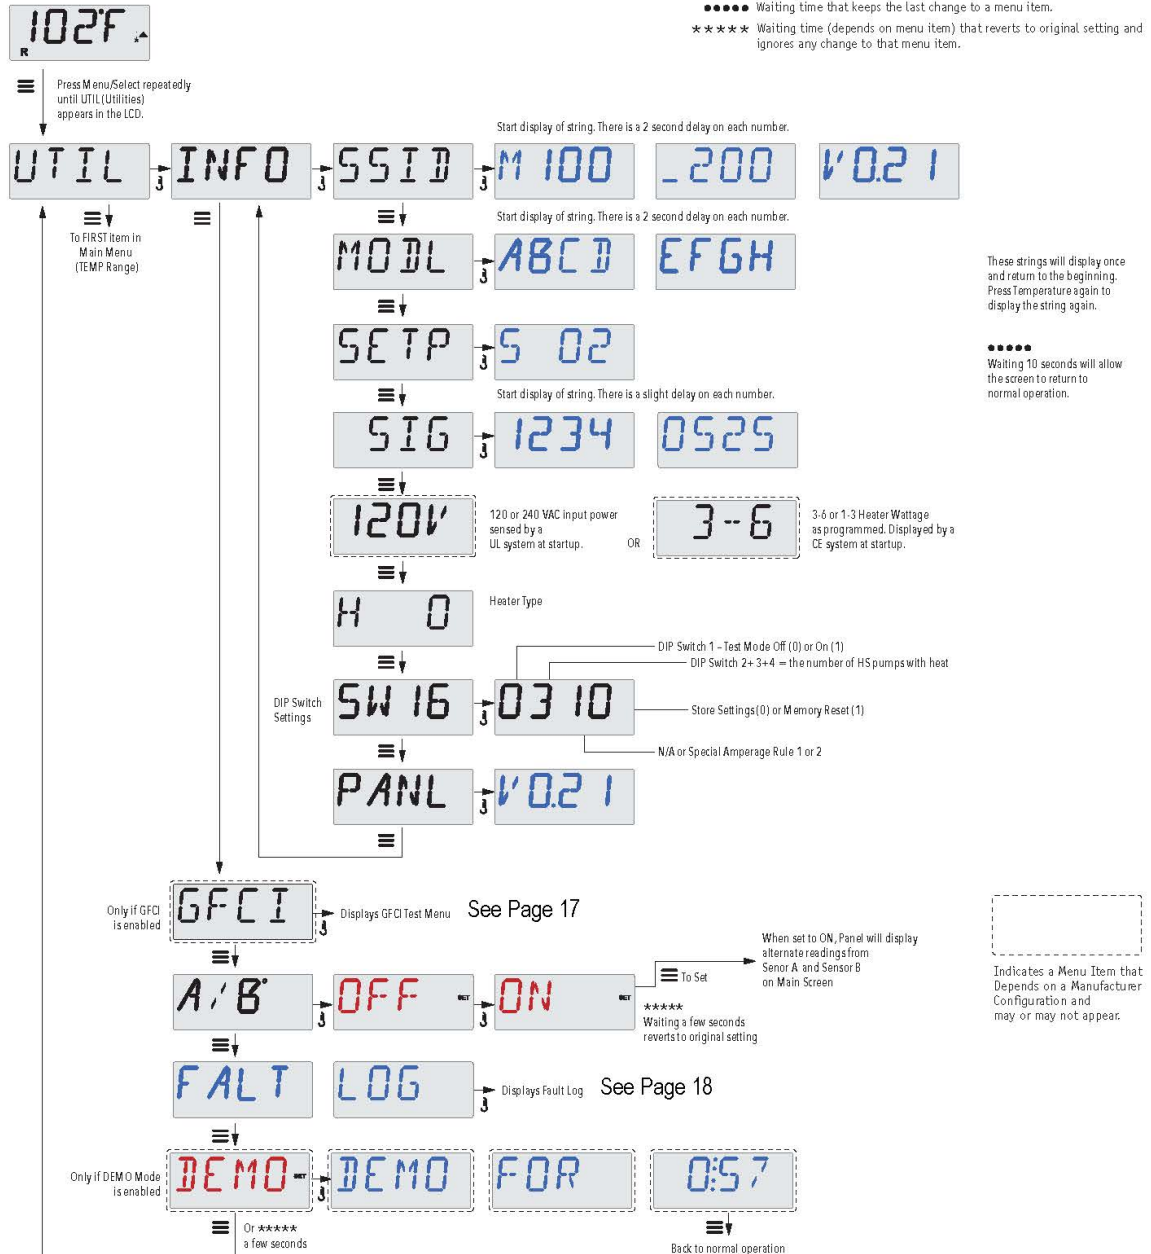 102°F
R
●●●●● Waiting time that keeps the last change to a menu item.
***** Waiting time (depends on menu item) that reverts to original setting and
ignores any change to that menu item.
Press Menu/Select repeatedly
until UTIL (Utilities)
appears in the LCD.
Start display of string. There is a 2 second delay on each number.
UTIL INFO SSID M100 _200 V0.21
To FIRST item in
Main Menu
(TEMP Range)
Start display of string. There is a 2 second delay on each number.
MODL ABCD EFGH
These strings will display once
and return to the beginning.
Press Temperature again to
display the string again.
SETP S 02
●●●●●
Waiting 10 seconds will allow
the screen to return to
normal operation.
Start display of string. There is a slight delay on each number.
SIG 1234 0525
120V
120 or 240 VAC input power
sensed by a
UL system at startup.
OR
3-6
3-6 or 1-3 Heater Wattage
as programmed. Displayed by a
CE system at startup.
H 0
Heater Type
DIP Switch 1 – Test Mode Off (0) or On (1)
DIP Switch 2+ 3+4 = the number of HS pumps with heat
DIP Switch
Settings
SW16 0310
Store Settings (0) or Memory Reset (1)
N/A or Special Amperage Rule 1 or 2
PANL V0.21
Only if GFCI
is enabled
GFCI
Displays GFCI Test Menu See Page 17
Indicates a Menu Item that
Depends on a Manufacturer
Configuration and
may or may not appear.
A/B° OFF SET ON SET
To Set
When set to ON, Panel will display
alternate readings from
Senor A and Sensor B
on Main Screen
*****
Waiting a few seconds
reverts to original setting
FALT LOG
Displays Fault Log See Page 18
Only if DEMO Mode
is enabled
DEMO SET DEMO FOR 0:57
Or *****
a few seconds
Back to normal operation